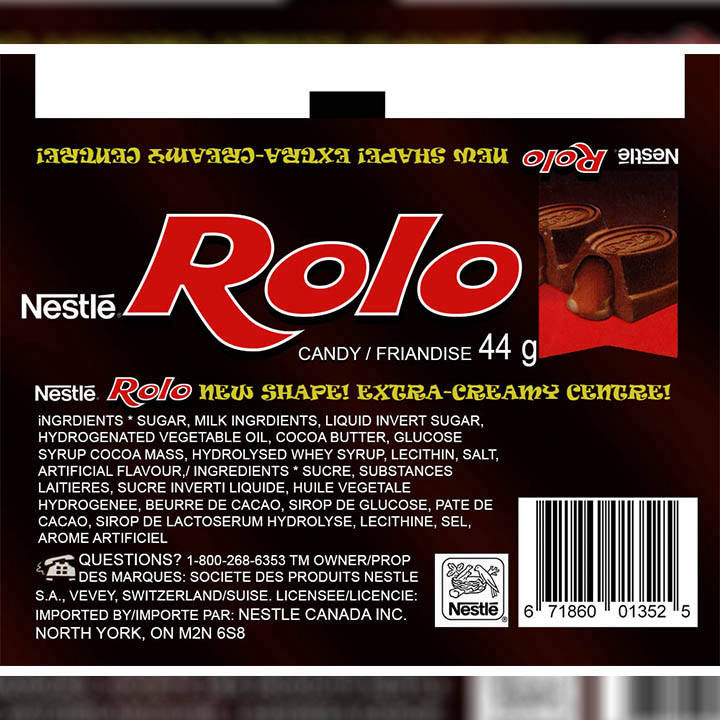 NEW SHAPE! EXTRA-CREAMY CENTRE!
Rolo
Nestlé
Nestlé®
Rolo
CANDY / FRIANDISE 44 g
Nestlé Rolo NEW SHAPE! EXTRA-CREAMY CENTRE!
iNGRDIENTS * SUGAR, MILK INGRDIENTS, LIQUID INVERT SUGAR,
HYDROGENATED VEGETABLE OIL, COCOA BUTTER, GLUCOSE
SYRUP COCOA MASS, HYDROLYSED WHEY SYRUP, LECITHIN, SALT,
ARTIFICIAL FLAVOUR,/ INGREDIENTS * SUCRE, SUBSTANCES
LAITIERES, SUCRE INVERTI LIQUIDE, HUILE VEGETALE
HYDROGENEE, BEURRE DE CACAO, SIROP DE GLUCOSE, PATE DE
CACAO, SIROP DE LACTOSERUM HYDROLYSE, LECITHINE, SEL,
AROME ARTIFICIEL
QUESTIONS? 1-800-268-6353 TM OWNER/PROP
DES MARQUES: SOCIETE DES PRODUITS NESTLE
S.A., VEVEY, SWITZERLAND/SUISE. LICENSEE/LICENCIE:
IMPORTED BY/IMPORTE PAR: NESTLE CANADA INC.
NORTH YORK, ON M2N 6S8
Nestlé
6 71860 01352 5